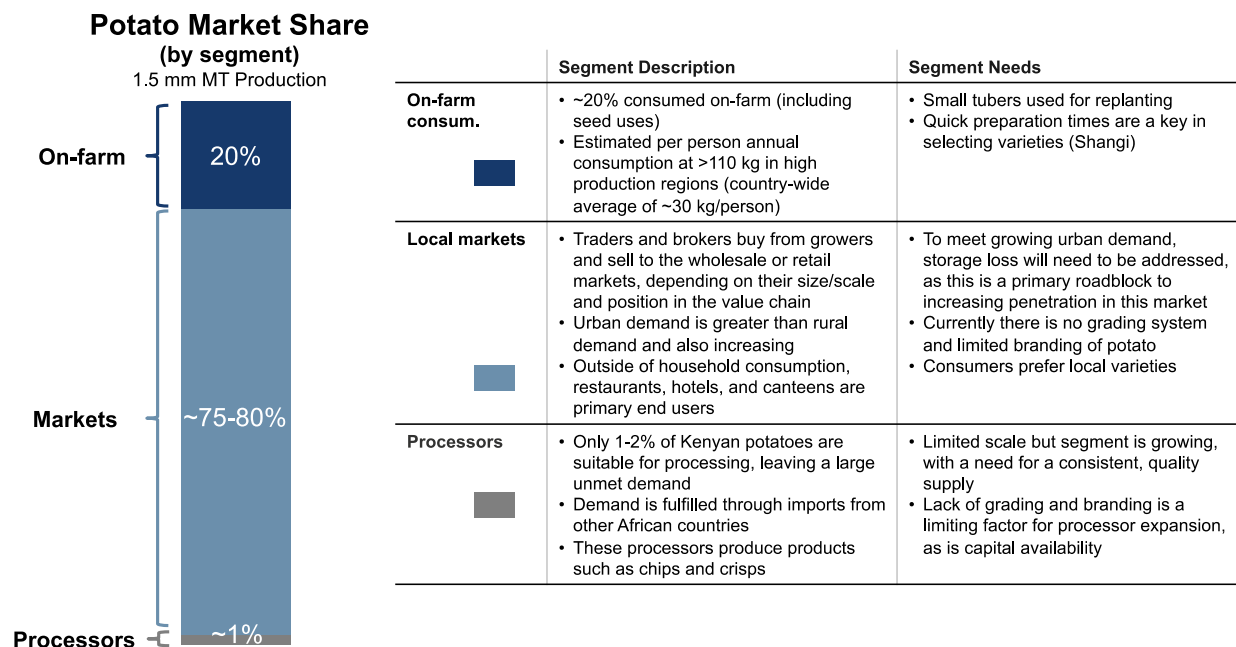 Potato Market Share
(by segment)
1.5 mm MT Production
On-farm
20%
Markets
~75-80%
Processors
~1%
Segment Description
Segment Needs
On-farm
consum.
• ~20% consumed on-farm (including
seed uses)
• Estimated per person annual
consumption at >110 kg in high
production regions (country-wide
average of ~30 kg/person)
• Small tubers used for replanting
• Quick preparation times are a key in
selecting varieties (Shangi)
Local markets
• Traders and brokers buy from growers
and sell to the wholesale or retail
markets, depending on their size/scale
and position in the value chain
• Urban demand is greater than rural
demand and also increasing
• Outside of household consumption,
restaurants, hotels, and canteens are
primary end users
• To meet growing urban demand,
storage loss will need to be addressed,
as this is a primary roadblock to
increasing penetration in this market
• Currently there is no grading system
and limited branding of potato
• Consumers prefer local varieties
Processors
• Only 1-2% of Kenyan potatoes are
suitable for processing, leaving a large
unmet demand
• Demand is fulfilled through imports from
other African countries
• These processors produce products
such as chips and crisps
• Limited scale but segment is growing,
with a need for a consistent, quality
supply
• Lack of grading and branding is a
limiting factor for processor expansion,
as is capital availability